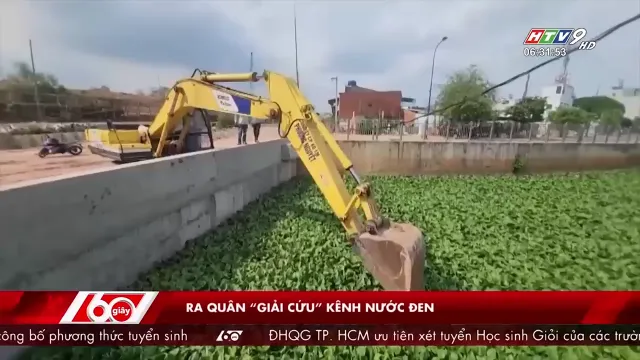 HTV9 HD
06:31:53
60 giây
RA QUÂN “GIẢI CỨU” KÊNH NƯỚC ĐEN
công bố phương thức tuyển sinh 60 ĐHQG TP. HCM ưu tiên xét tuyển Học sinh Giỏi của các trườ